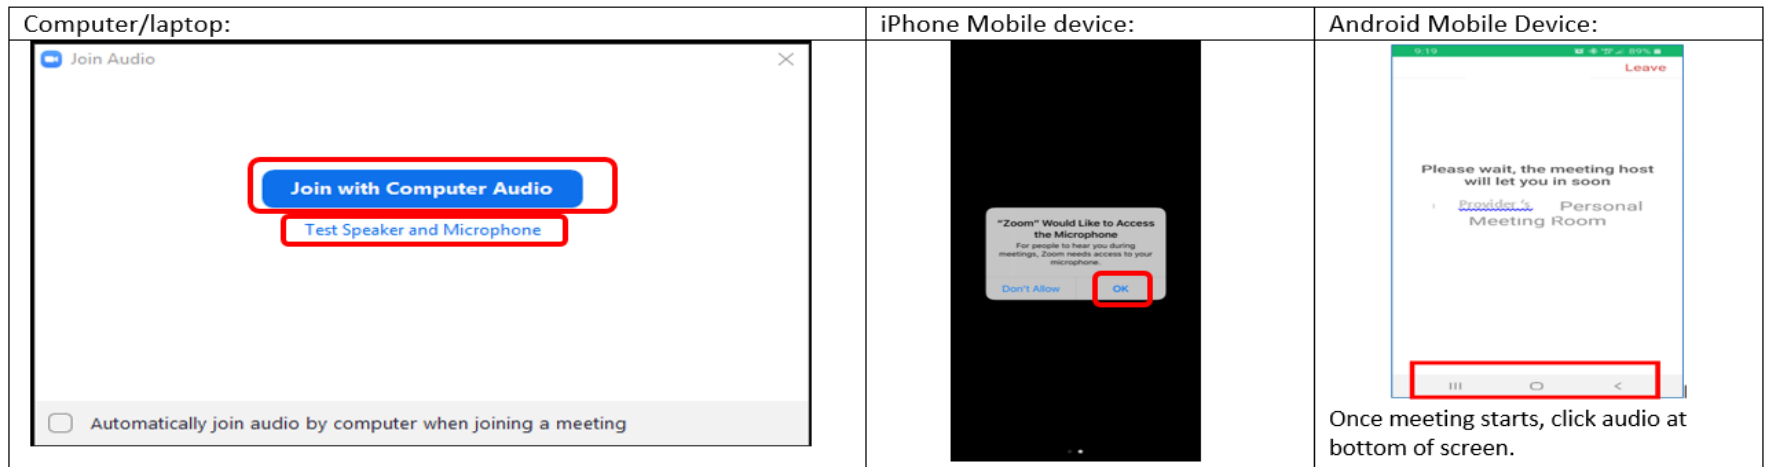 Computer/laptop:
Join Audio
Join with Computer Audio
Test Speaker and Microphone
Automatically join audio by computer when joining a meeting
iPhone Mobile device:
"Zoom" Would Like to Access
the Microphone
For people to hear you during
meetings, Zoom needs access to your
microphone.
Don't Allow OK
Android Mobile Device:
9:19 89%
Leave
Please wait, the meeting host
will let you in soon
Provider's Personal
Meeting Room
Once meeting starts, click audio at
bottom of screen.